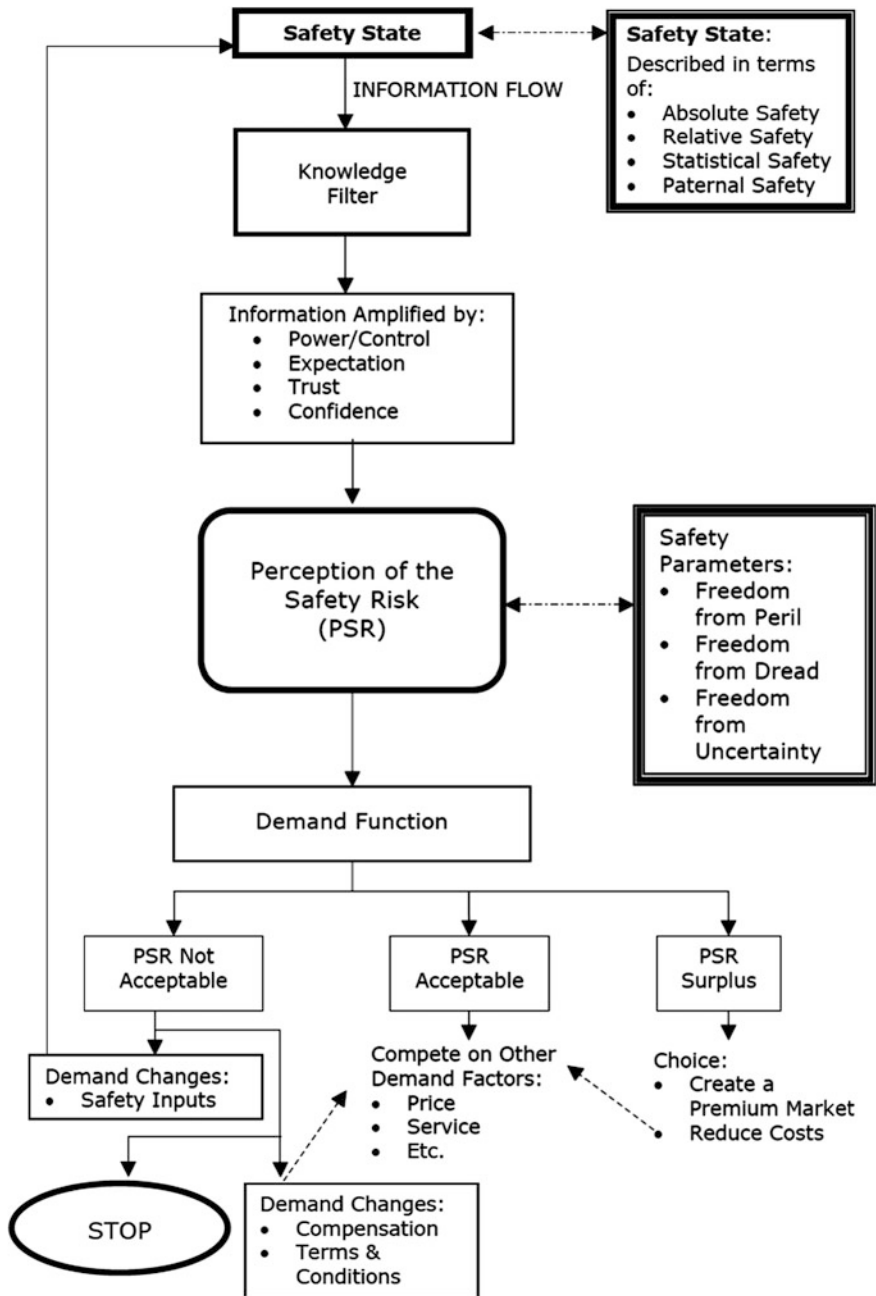 Safety State
Safety State:
Described in terms
of:
• Absolute Safety
• Relative Safety
• Statistical Safety
• Paternal Safety
INFORMATION FLOW
Knowledge
Filter
Information Amplified by:
• Power/Control
• Expectation
• Trust
• Confidence
Perception of the
Safety Risk
(PSR)
Safety
Parameters:
• Freedom
from Peril
• Freedom
from Dread
• Freedom
from
Uncertainty
Demand Function
PSR Not
Acceptable
PSR
Acceptable
PSR
Surplus
Demand Changes:
• Safety Inputs
Compete on Other
Demand Factors:
• Price
• Service
• Etc.
Choice:
• Create a
Premium Market
• Reduce Costs
STOP
Demand Changes:
• Compensation
• Terms &
Conditions